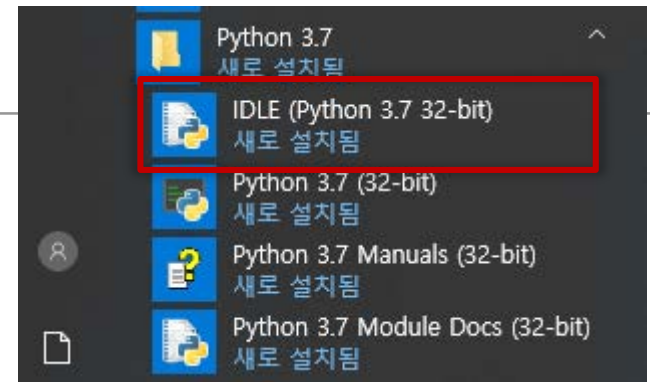 Python 3.7
새로 설치됨
IDLE (Python 3.7 32-bit)
새로 설치됨
Python 3.7 (32-bit)
새로 설치됨
Python 3.7 Manuals (32-bit)
새로 설치됨
Python 3.7 Module Docs (32-bit)
새로 설치됨